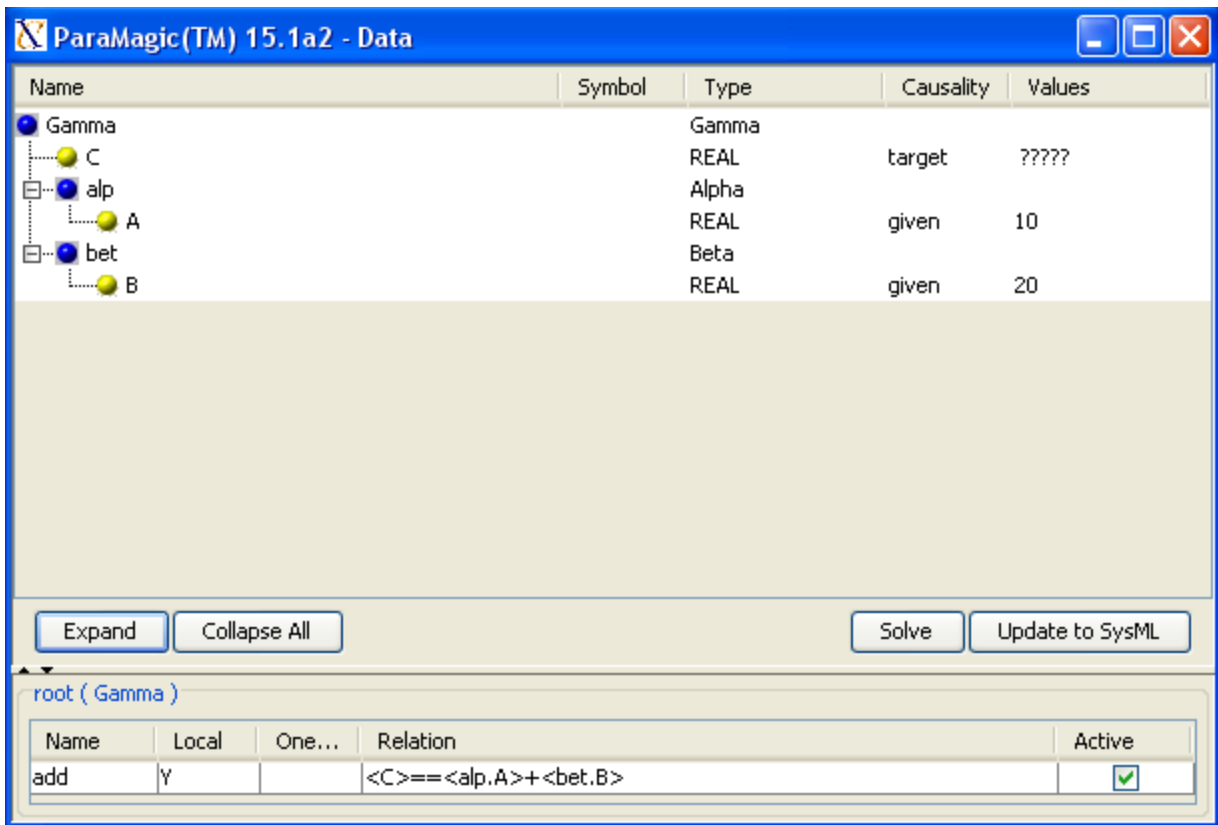 ParaMagic(TM) 15.1a2 - Data
Name Symbol Type Causality Values
Gamma Gamma
C REAL target ?????
alp Alpha
A REAL given 10
bet Beta
B REAL given 20
Expand Collapse All Solve Update to SysML
root ( Gamma )
Name Local One... Relation Active
add Y <C>==<alp.A>+<bet.B>